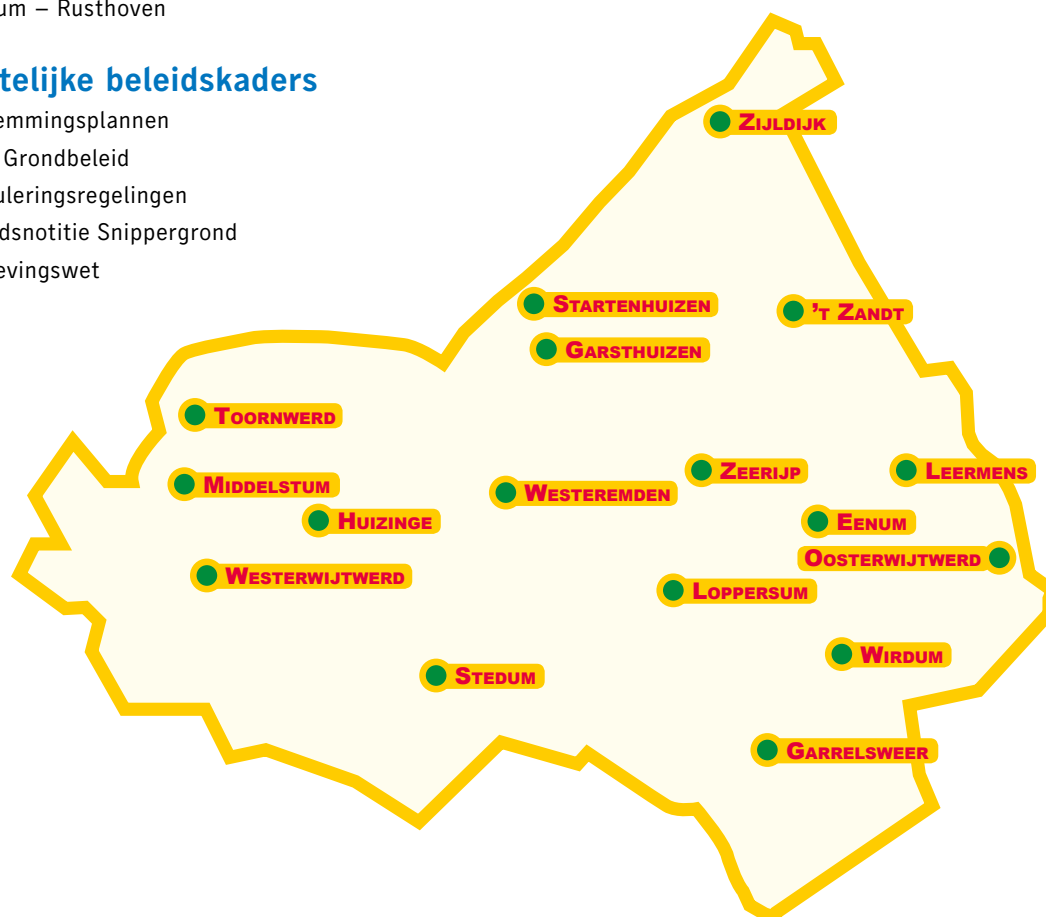 um – Rusthoven
telijke beleidskaders
emmingsplannen
Grondbeleid
uleringsregelingen
dsnotitie Snippergrond
evingswet
Zijldijk
Startenhuizen
't Zandt
Garsthuizen
Toornwerd
Zeerijp
Leermens
Middelstum
Westeremden
Huizinge
Eenum
Oosterwijtwerd
Westerwijtwerd
Loppersum
Wirdum
Stedum
Garrelsweer